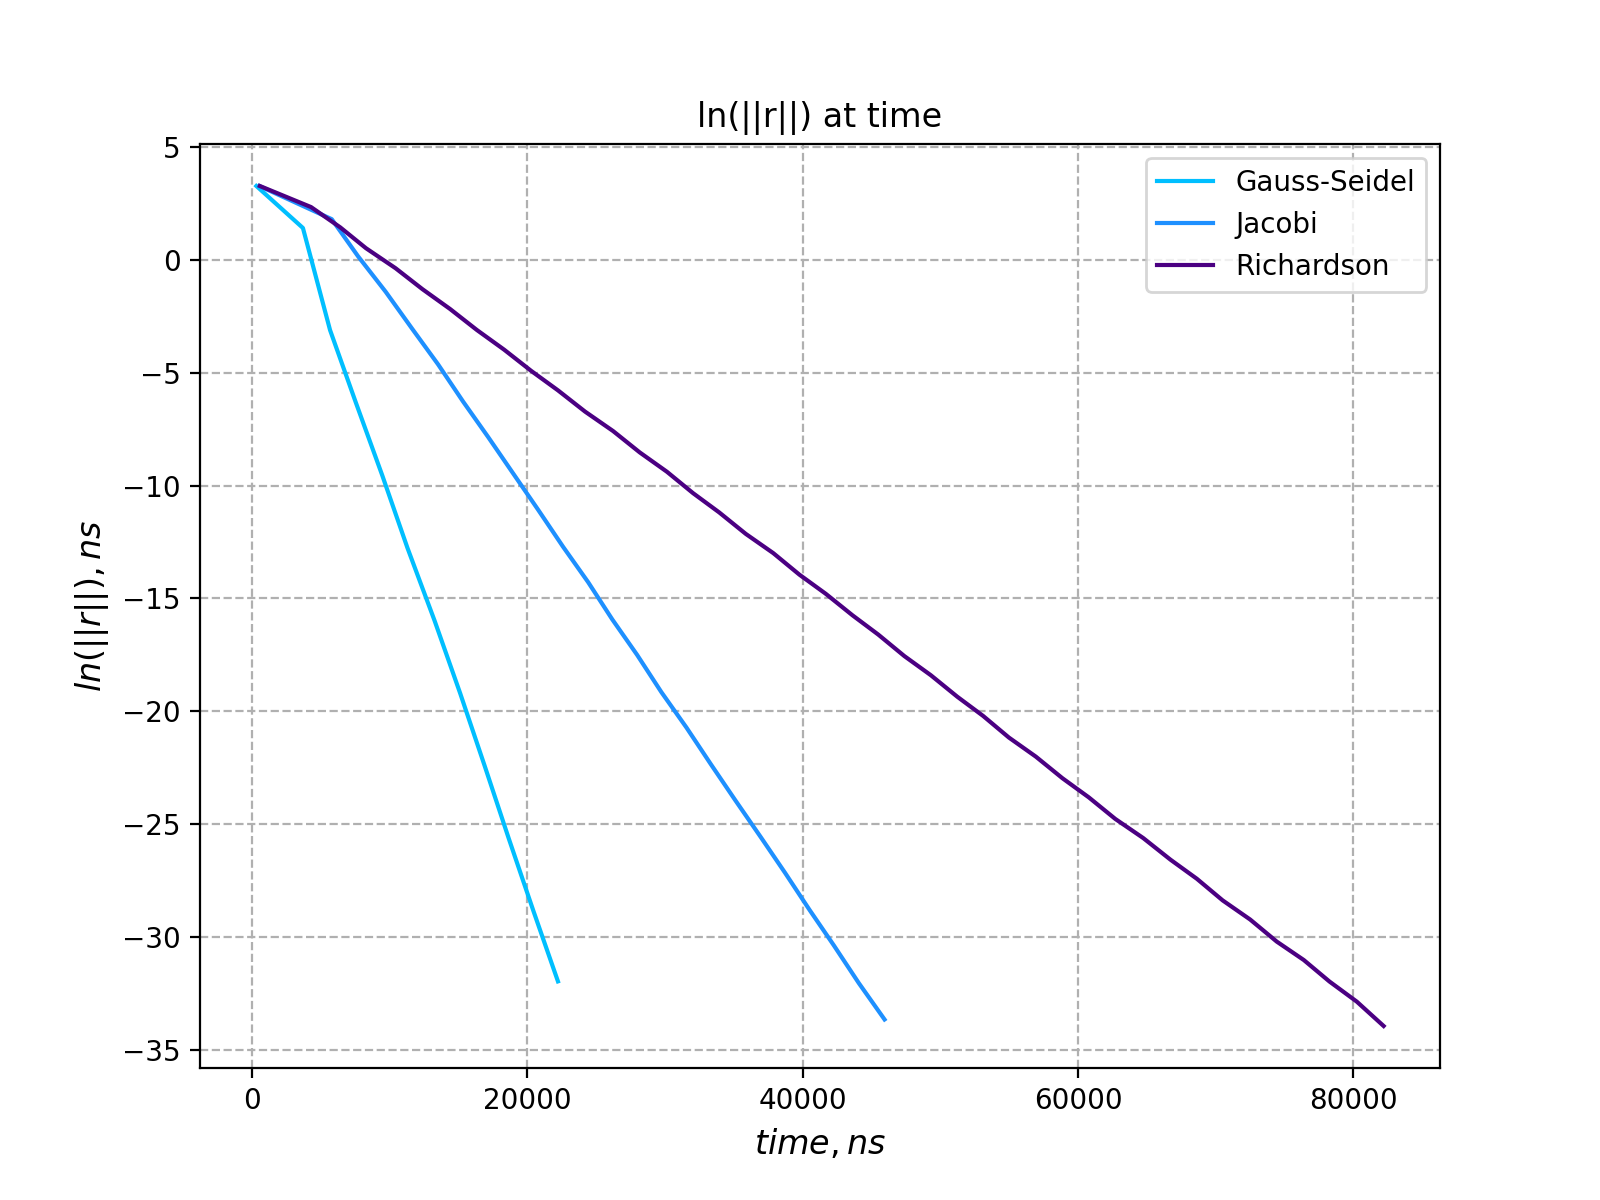 ln(||r||) at time
5
0
−5
−10
−15
−20
−25
−30
−35
ln(||r||), ns
Gauss-Seidel
Jacobi
Richardson
0 20000 40000 60000 80000
time, ns